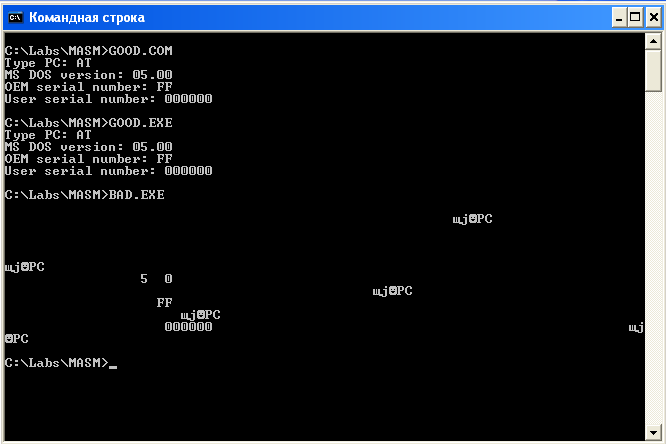 Командная строка
C:\Labs\MASM>GOOD.COM
Type PC: AT
MS DOS version: 05.00
OEM serial number: FF
User serial number: 000000
C:\Labs\MASM>GOOD.EXE
Type PC: AT
MS DOS version: 05.00
OEM serial number: FF
User serial number: 000000
C:\Labs\MASM>BAD.EXE
щj☻PC
щj☻PC
5 0
щj☻PC
FF
щj☻PC
000000 щj
☻PC
C:\Labs\MASM>_